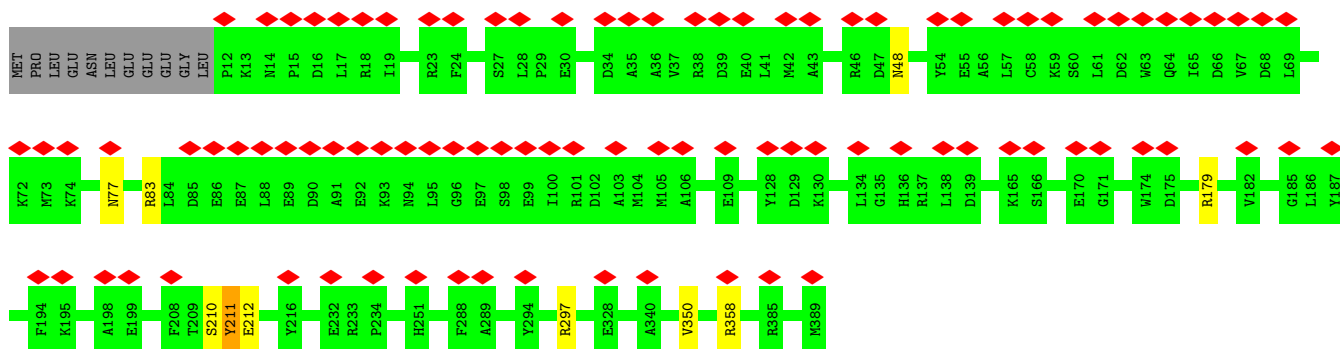 MET PRO LEU GLU ASN LEU GLU GLU GLU GLY LEU P12 K13 N14 P15 D16 L17 R18 I19 R23 F24 S27 L28 P29 E30 D34 A35 A36 V37 R38 D39 E40 L41 M42 A43 R46 D47 N48 Y54 E55 A56 L57 C58 K59 S60 L61 D62 W63 Q64 I65 D66 V67 D68 L69
K72 M73 K74 N77 R83 L84 D85 E86 E87 L88 E89 D90 A91 E92 K93 N94 L95 G96 E97 S98 E99 I100 R101 D102 A103 M104 M105 A106 E109 Y128 D129 K130 L134 G135 H136 R137 L138 D139 K165 S166 E170 G171 W174 D175 R179 V182 G185 L186 Y187
F194 K195 A198 E199 F208 T209 S210 Y211 E212 Y216 E232 R233 P234 H251 F288 A289 Y294 R297 E328 A340 V350 R358 R385 M389